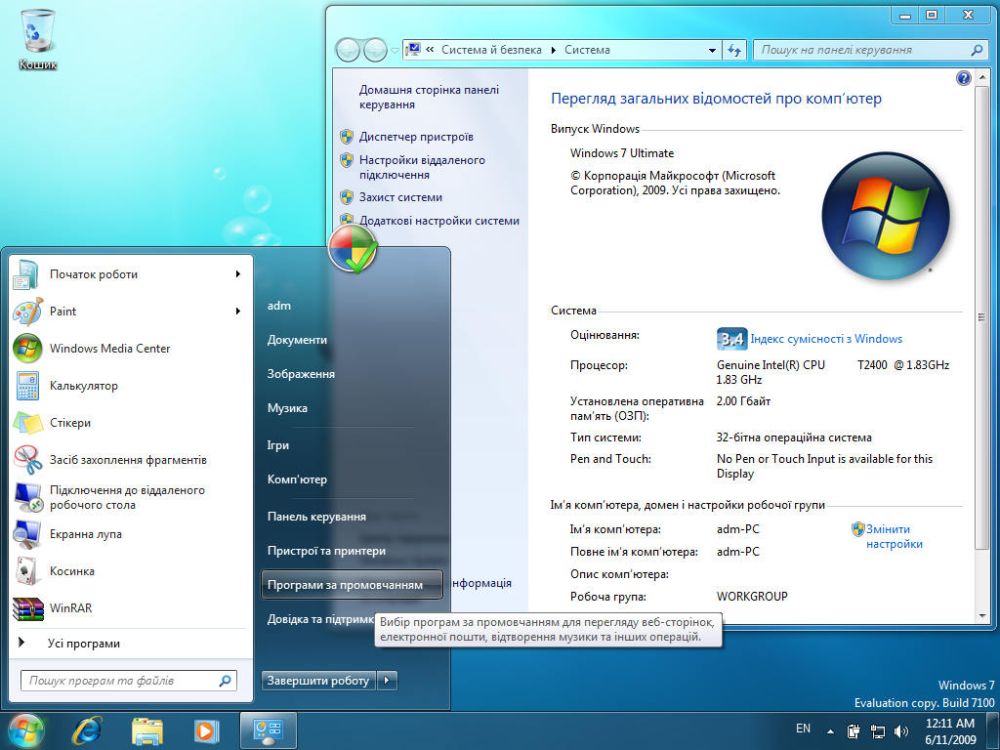 Кошик
Система й безпека
Система
Пошук на панелі керування
Домашня сторінка панелі
керування
Диспетчер пристроїв
Настройки віддаленого
підключення
Захист системи
Додаткові настройки системи
Перегляд загальних відомостей про комп’ютер
Випуск Windows
Windows 7 Ultimate
© Корпорація Майкрософт (Microsoft
Corporation), 2009. Усі права захищено.
Система
Оцінювання:
3,4 Індекс сумісності з Windows
Процесор:
Genuine Intel(R) CPU T2400 @ 1.83GHz
1.83 GHz
Установлена оперативна
пам’ять (ОЗП):
2.00 Гбайт
Тип системи:
32-бітна операційна система
Pen and Touch:
No Pen or Touch Input is available for this
Display
Ім’я комп’ютера, домен і настройки робочої групи
Ім’я комп’ютера:
adm-PC
Змінити
настройки
Повне ім’я комп’ютера:
adm-PC
Опис комп’ютера:
Робоча група:
WORKGROUP
Початок роботи
Paint
Windows Media Center
Калькулятор
Стікери
Засіб захоплення фрагментів
Підключення до віддаленого
робочого стола
Екранна лупа
Косинка
WinRAR
Усі програми
Пошук програм та файлів
adm
Документи
Зображення
Музика
Ігри
Комп'ютер
Панель керування
Пристрої та принтери
Програми за промовчанням
Довідка та підтримк
нформація
Завершити роботу
Вибір програм за промовчанням для перегляду веб-сторінок,
електронної пошти, відтворення музики та інших операцій.
Windows 7
Evaluation copy. Build 7100
EN
12:11 AM
6/11/2009